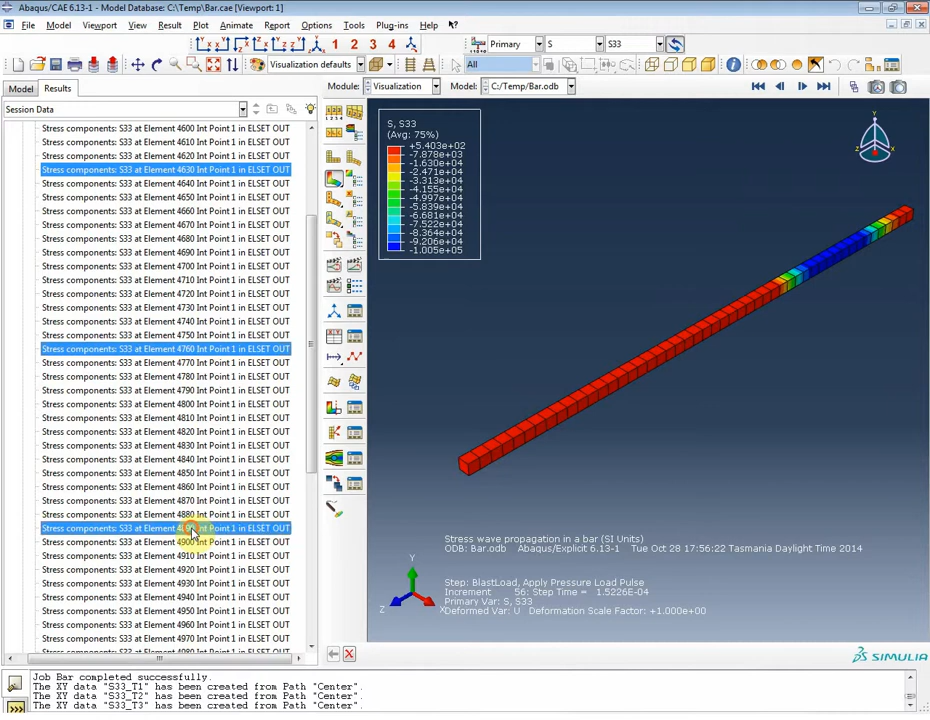 Abaqus/CAE 6.13-1 - Model Database: C:\Temp\Bar.cae [Viewport: 1]
File Model Viewport View Result Plot Animate Report Options Tools Plug-ins Help
1 2 3 4 Primary S S33
Visualization defaults All
Model Results Module: Visualization Model: C:/Temp/Bar.odb
Session Data
Stress components: S33 at Element 4600 Int Point 1 in ELSET OUT
Stress components: S33 at Element 4610 Int Point 1 in ELSET OUT
Stress components: S33 at Element 4620 Int Point 1 in ELSET OUT
Stress components: S33 at Element 4630 Int Point 1 in ELSET OUT
Stress components: S33 at Element 4640 Int Point 1 in ELSET OUT
Stress components: S33 at Element 4650 Int Point 1 in ELSET OUT
Stress components: S33 at Element 4660 Int Point 1 in ELSET OUT
Stress components: S33 at Element 4670 Int Point 1 in ELSET OUT
Stress components: S33 at Element 4680 Int Point 1 in ELSET OUT
Stress components: S33 at Element 4690 Int Point 1 in ELSET OUT
Stress components: S33 at Element 4700 Int Point 1 in ELSET OUT
Stress components: S33 at Element 4710 Int Point 1 in ELSET OUT
Stress components: S33 at Element 4720 Int Point 1 in ELSET OUT
Stress components: S33 at Element 4730 Int Point 1 in ELSET OUT
Stress components: S33 at Element 4740 Int Point 1 in ELSET OUT
Stress components: S33 at Element 4750 Int Point 1 in ELSET OUT
Stress components: S33 at Element 4760 Int Point 1 in ELSET OUT
Stress components: S33 at Element 4770 Int Point 1 in ELSET OUT
Stress components: S33 at Element 4780 Int Point 1 in ELSET OUT
Stress components: S33 at Element 4790 Int Point 1 in ELSET OUT
Stress components: S33 at Element 4800 Int Point 1 in ELSET OUT
Stress components: S33 at Element 4810 Int Point 1 in ELSET OUT
Stress components: S33 at Element 4820 Int Point 1 in ELSET OUT
Stress components: S33 at Element 4830 Int Point 1 in ELSET OUT
Stress components: S33 at Element 4840 Int Point 1 in ELSET OUT
Stress components: S33 at Element 4850 Int Point 1 in ELSET OUT
Stress components: S33 at Element 4860 Int Point 1 in ELSET OUT
Stress components: S33 at Element 4870 Int Point 1 in ELSET OUT
Stress components: S33 at Element 4880 Int Point 1 in ELSET OUT
Stress components: S33 at Element 4890 Int Point 1 in ELSET OUT
Stress components: S33 at Element 4900 Int Point 1 in ELSET OUT
Stress components: S33 at Element 4910 Int Point 1 in ELSET OUT
Stress components: S33 at Element 4920 Int Point 1 in ELSET OUT
Stress components: S33 at Element 4930 Int Point 1 in ELSET OUT
Stress components: S33 at Element 4940 Int Point 1 in ELSET OUT
Stress components: S33 at Element 4950 Int Point 1 in ELSET OUT
Stress components: S33 at Element 4960 Int Point 1 in ELSET OUT
Stress components: S33 at Element 4970 Int Point 1 in ELSET OUT
Stress components: S33 at Element 4980 Int Point 1 in ELSET OUT
S, S33
(Avg: 75%)
+5.403e+02
-7.878e+03
-1.630e+04
-2.471e+04
-3.313e+04
-4.155e+04
-4.997e+04
-5.839e+04
-6.681e+04
-7.522e+04
-8.364e+04
-9.206e+04
-1.005e+05
Y
Z X
Stress wave propagation in a bar (SI Units)
ODB: Bar.odb Abaqus/Explicit 6.13-1 Tue Oct 28 17:56:22 Tasmania Daylight Time 2014
Step: BlastLoad, Apply Pressure Load Pulse
Increment 56: Step Time = 1.5226E-04
Primary Var: S, S33
Deformed Var: U Deformation Scale Factor: +1.000e+00
Y
Z X
SIMULIA
Job Bar completed successfully.
The XY data "S33_T1" has been created from Path "Center".
The XY data "S33_T2" has been created from Path "Center".
The XY data "S33_T3" has been created from Path "Center".
>>>